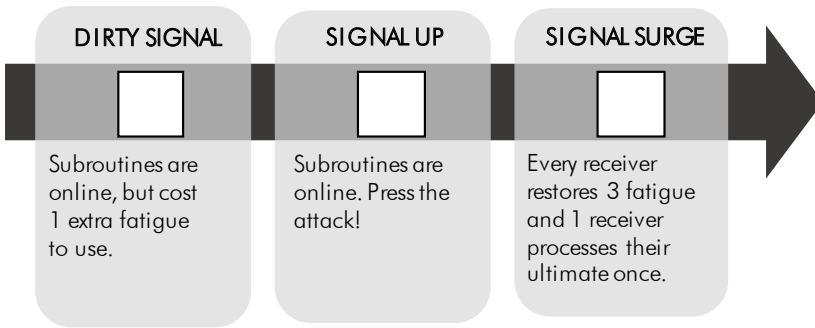 DIRTY SIGNAL
Subroutines are
online, but cost
1 extra fatigue
to use.
SIGNAL UP
Subroutines are
online. Press the
attack!
SIGNAL SURGE
Every receiver
restores 3 fatigue
and 1 receiver
processes their
ultimate once.